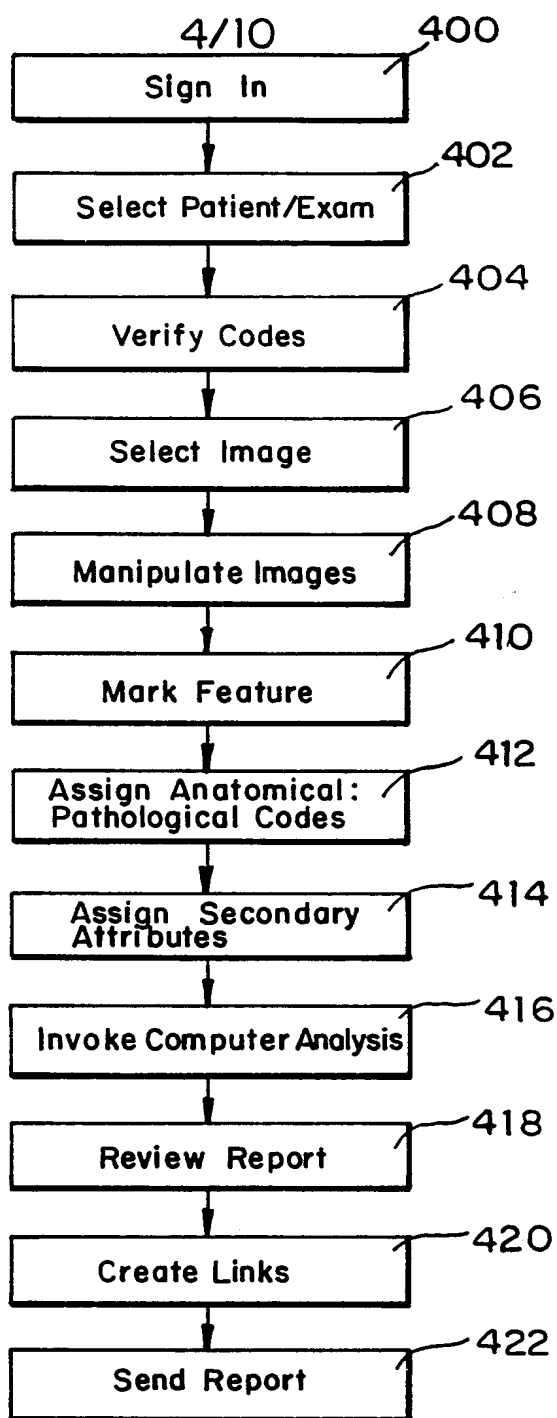 4/10
400
Sign In
402
Select Patient/Exam
404
Verify Codes
406
Select Image
408
Manipulate Images
410
Mark Feature
412
Assign Anatomical:
Pathological Codes
414
Assign Secondary
Attributes
416
Invoke Computer Analysis
418
Review Report
420
Create Links
422
Send Report